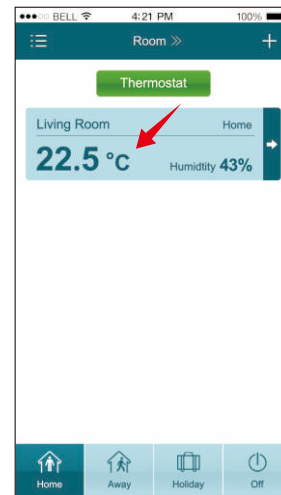 BELL 4:21 PM 100%
Room »
Thermostat
Living Room Home
22.5 °C Humidtity 43%
Home Away Holiday Off